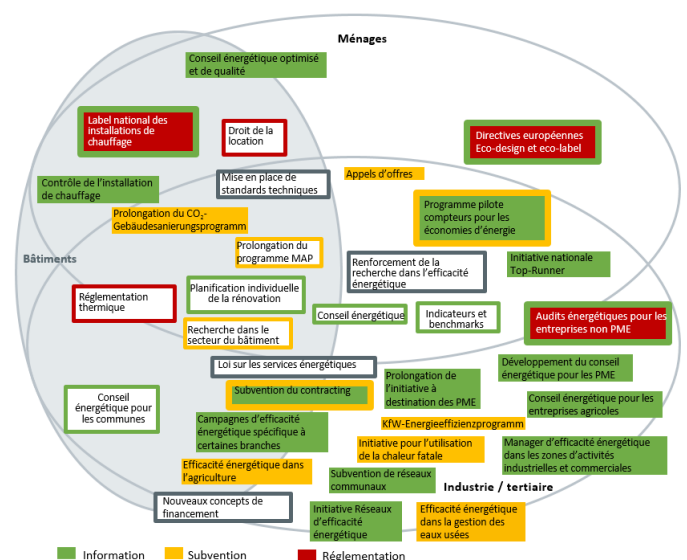 Ménages
Conseil énergétique optimisé
et de qualité
Label national des
installations de
chauffage
Droit de la
location
Directives européennes
Eco-design et eco-label
Mise en place de
standards techniques
Appels d'offres
Contrôle de l'installation
de chauffage
Prolongation du CO₂-
Gebäudesanierungsprogramm
Programme pilote
compteurs pour les
économies d'énergie
Prolongation du
programme MAP
Bâtiments
Renforcement de la
recherche dans l'efficacité
énergétique
Initiative nationale
Top-Runner
Réglementation
thermique
Planification individuelle
de la rénovation
Conseil énergétique
Indicateurs et
benchmarks
Audits énergétiques pour les
entreprises non PME
Recherche dans le
secteur du bâtiment
Loi sur les services énergétiques
Développement du conseil
énergétique pour les PME
Prolongation de
l'initiative à
destination des PME
Subvention du contracting
Conseil
énergétique pour
les communes
Conseil énergétique pour les
entreprises agricoles
Campagnes d'efficacité
énergétique spécifique à
certaines branches
KfW-Energieeffizienzprogramm
Initiative pour l'utilisation
de la chaleur fatale
Manager d'efficacité énergétique
dans les zones d'activités
industrielles et commerciales
Efficacité énergétique dans
l'agriculture
Subvention de réseaux
communaux
Industrie / tertiaire
Nouveaux concepts de
financement
Initiative Réseaux
d'efficacité
énergétique
Efficacité énergétique
dans la gestion des
eaux usées
Information
Subvention
Réglementation